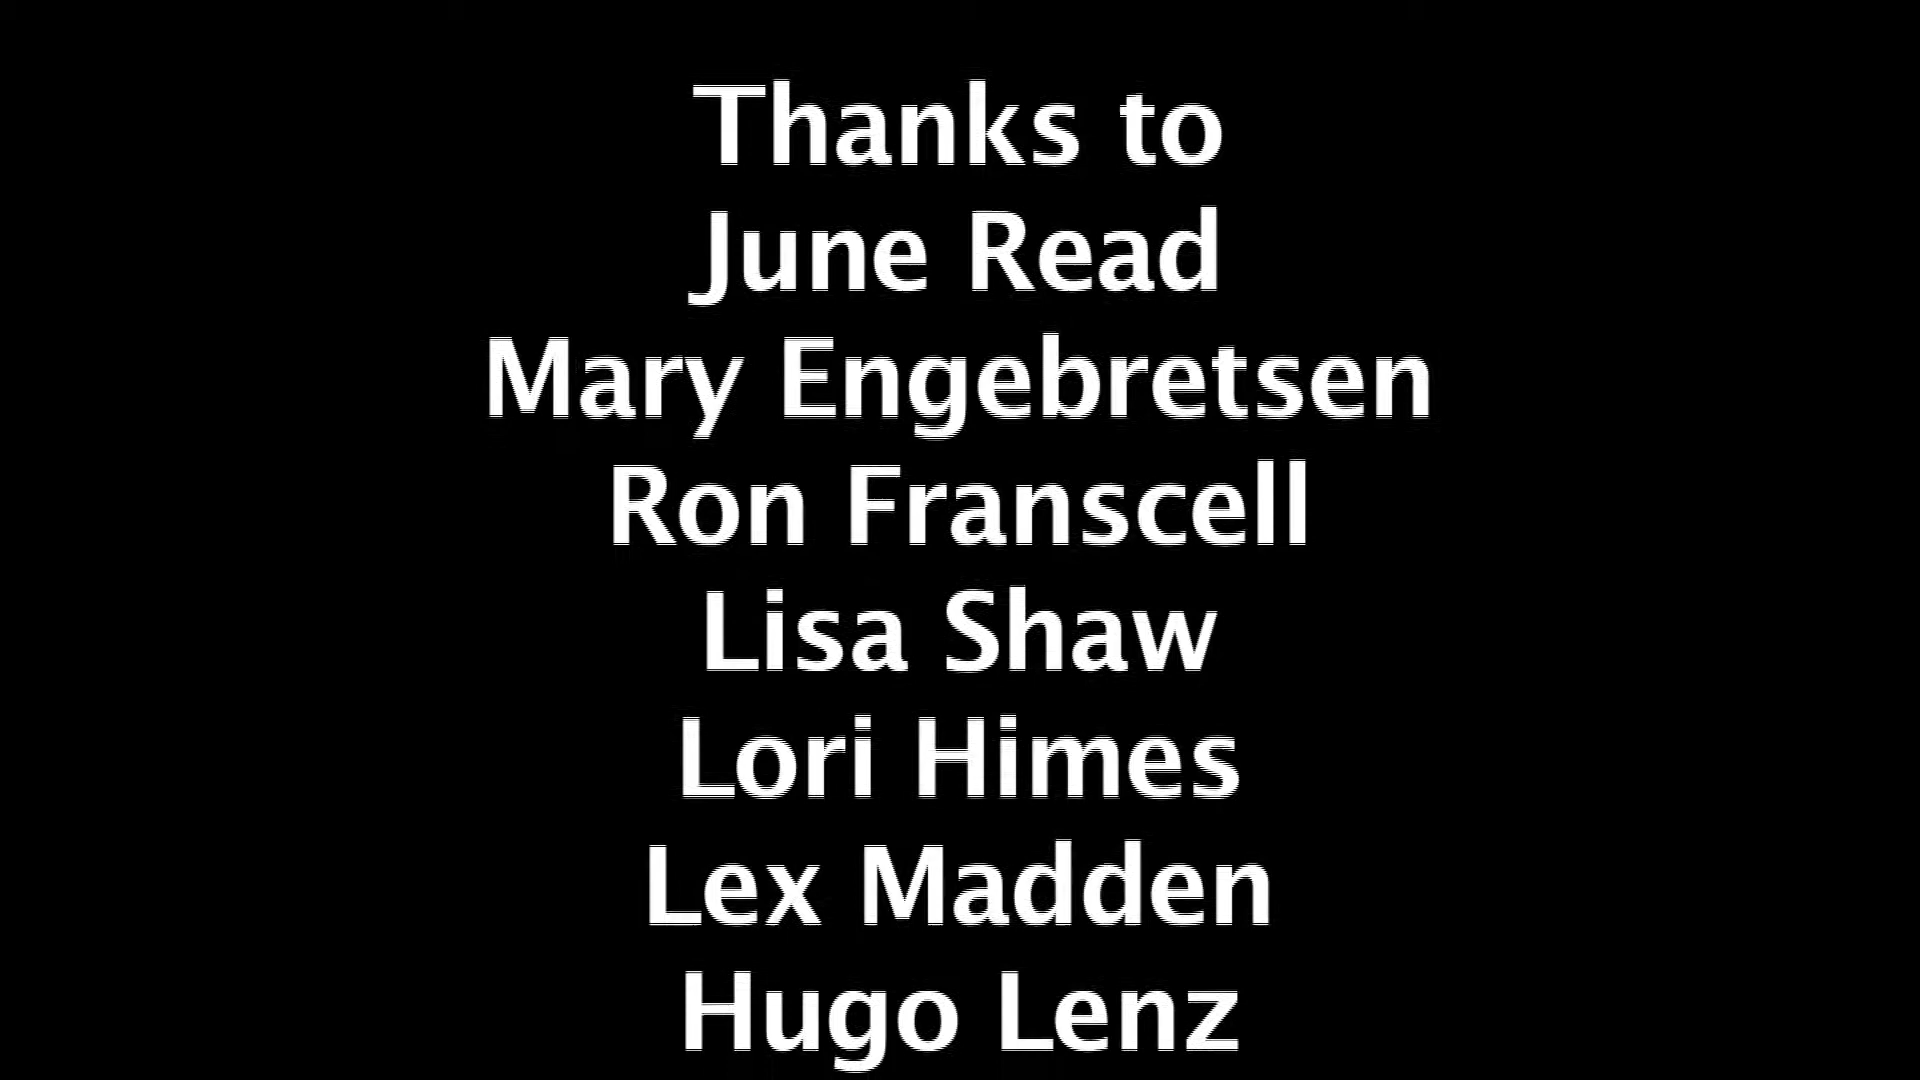 Thanks to
June Read
Mary Engebretsen
Ron Franscell
Lisa Shaw
Lori Himes
Lex Madden
Hugo Lenz